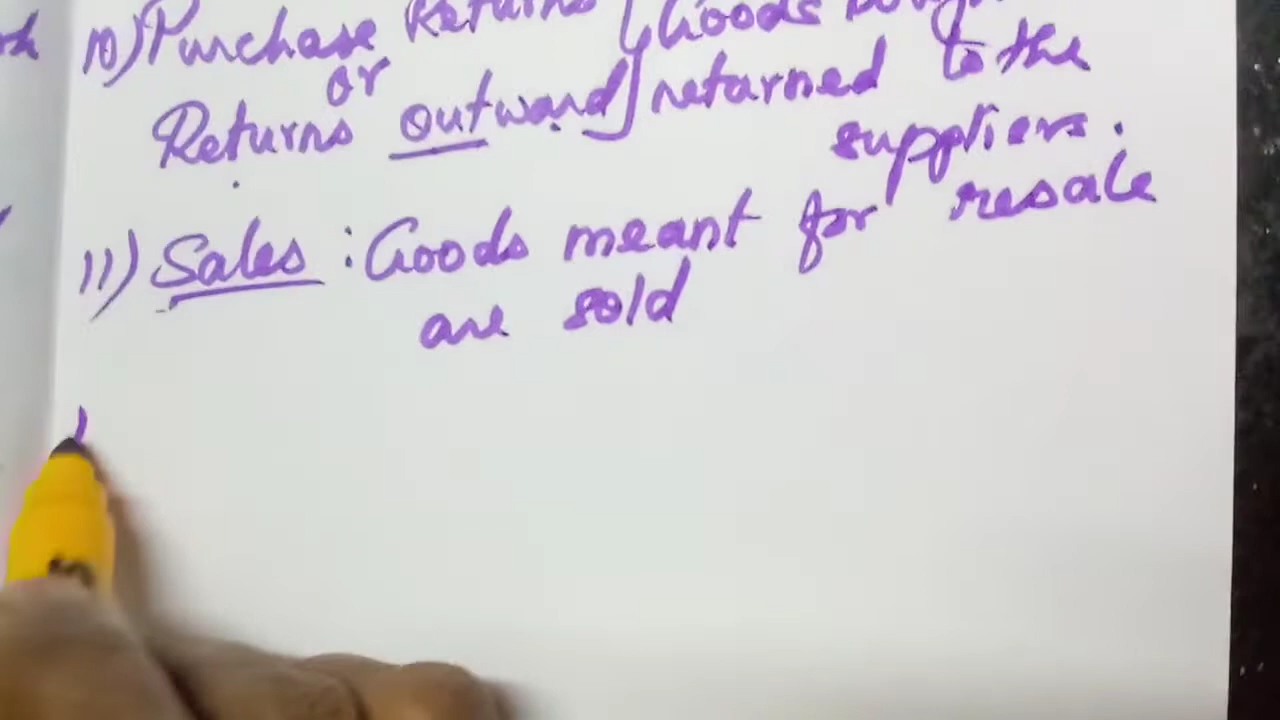 10) Purchase Returns } Goods
or
Returns outward returned to the
suppliers.
11) Sales : Goods meant for resale
are sold